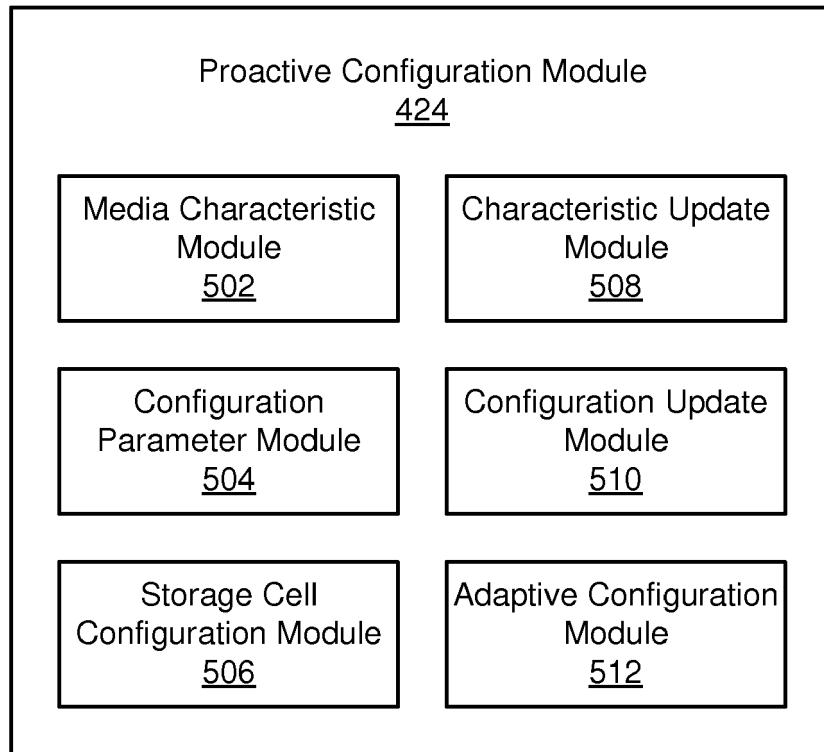 Proactive Configuration Module
424
Media Characteristic
Module
502
Characteristic Update
Module
508
Configuration
Parameter Module
504
Configuration Update
Module
510
Storage Cell
Configuration Module
506
Adaptive Configuration
Module
512